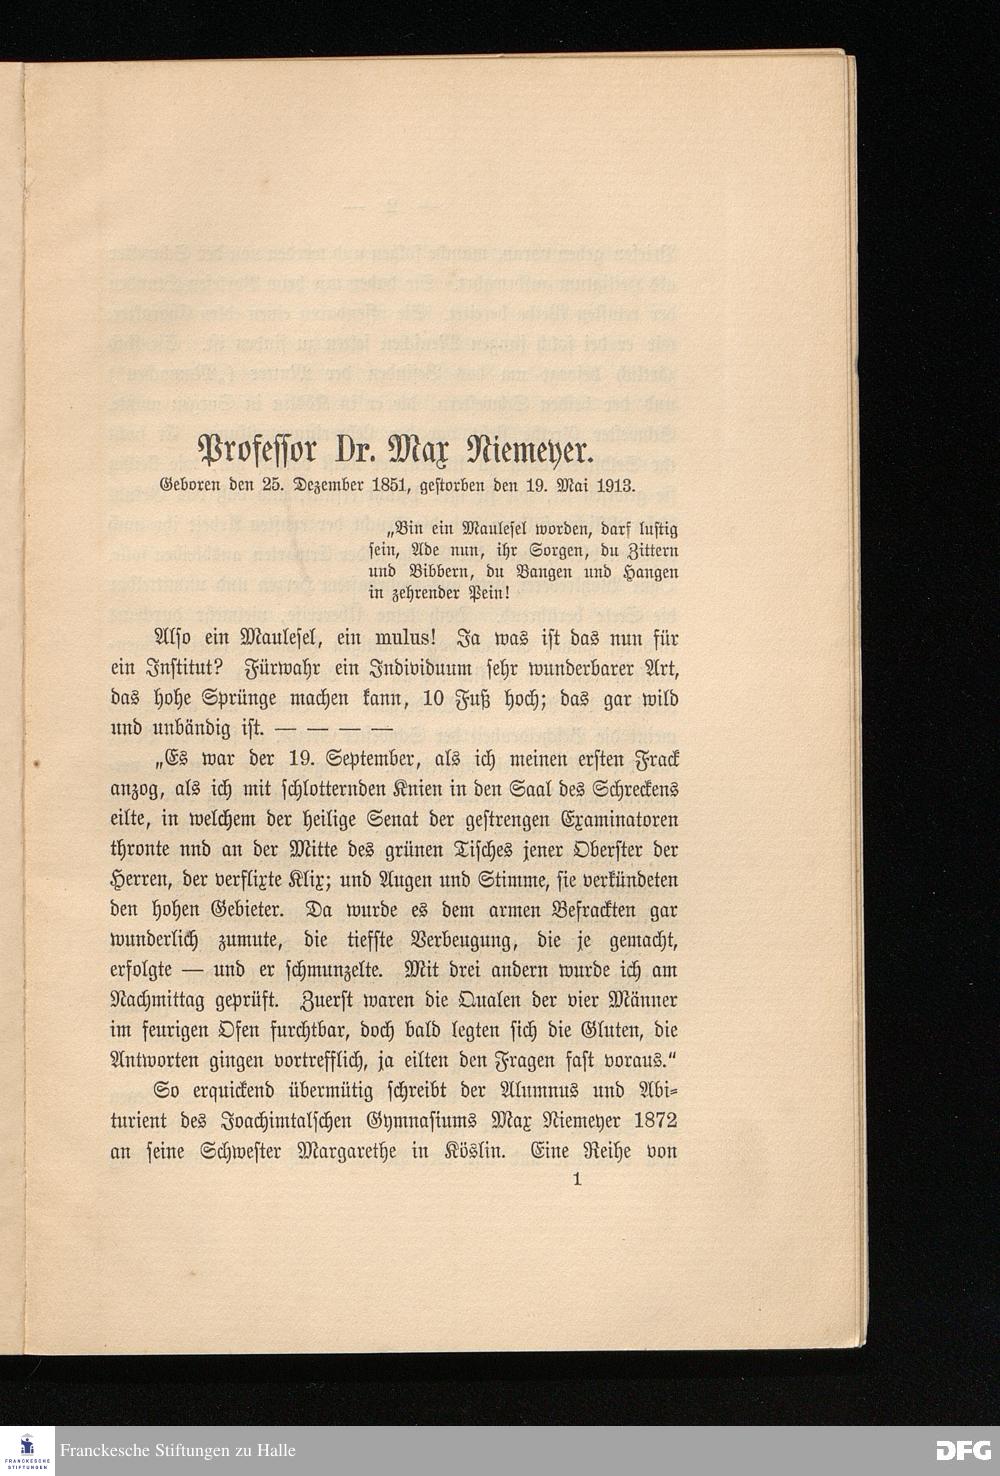 Professor Dr. Max Niemeyer.
Geboren den 25. Dezember 1851, gestorben den 19. Mai 1913.
„Bin ein Maulesel worden, darf lustig
sein, Ade nun, ihr Sorgen, du Zittern
und Bibbern, du Bangen und Hangen
in zehrender Pein!
Also ein Maulesel, ein mulus! Ja was ist das nun für
ein Institut? Fürwahr ein Individuum sehr wunderbarer Art,
das hohe Sprünge machen kann, 10 Fuß hoch; das gar wild
und unbändig ist. — — — —
„Es war der 19. September, als ich meinen ersten Frack
anzog, als ich mit schlotternden Knien in den Saal des Schreckens
eilte, in welchem der heilige Senat der gestrengen Examinatoren
thronte nnd an der Mitte des grünen Tisches jener Oberster der
Herren, der verflixte Klix; und Augen und Stimme, sie verkündeten
den hohen Gebieter. Da wurde es dem armen Befrackten gar
wunderlich zumute, die tiefste Verbeugung, die je gemacht,
erfolgte — und er schmunzelte. Mit drei andern wurde ich am
Nachmittag geprüft. Zuerst waren die Qualen der vier Männer
im feurigen Ofen furchtbar, doch bald legten sich die Gluten, die
Antworten gingen vortrefflich, ja eilten den Fragen fast voraus.“
So erquickend übermütig schreibt der Alumnus und Abi-
turient des Joachimtalschen Gymnasiums Max Niemeyer 1872
an seine Schwester Margarethe in Köslin. Eine Reihe von
1
FRANCKESCHE
STIFTUNGEN
Franckesche Stiftungen zu Halle
DFG